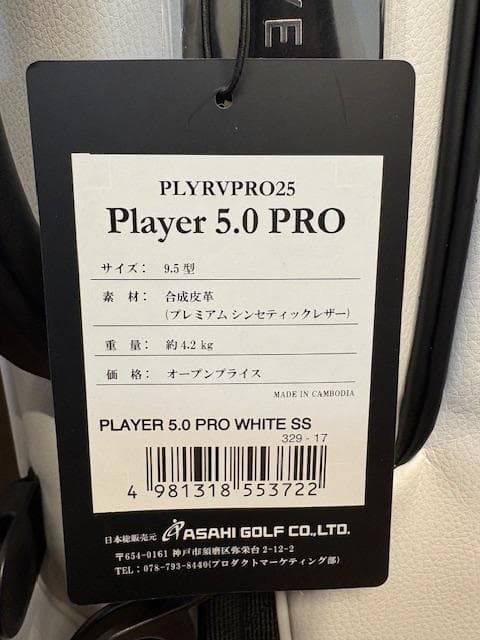 VE
PLYRVPRO25
Player 5.0 PRO
サイズ： 9.5型
素　材： 合成皮革
（プレミアム シンセティックレザー）
重　量： 約4.2 kg
価　格： オープンプライス
MADE IN CAMBODIA
PLAYER 5.0 PRO WHITE SS
329 - 17
4 981318 553722
日本総販売元 ASAHI GOLF CO.,LTD.
〒654-0161 神戸市須磨区弥栄台2-12-2
TEL：078-793-8440(プロダクトマーケティング部)